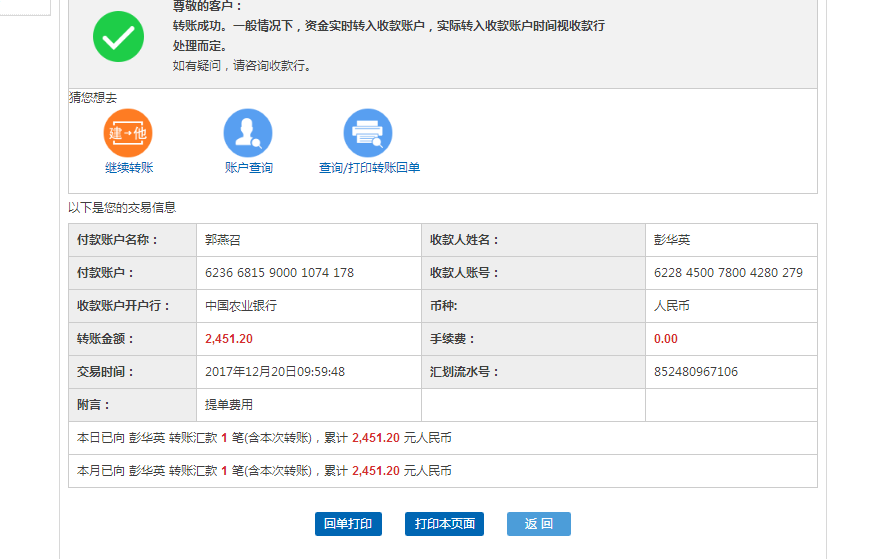 尊敬的客户：
转账成功。一般情况下，资金实时转入收款账户，实际转入收款账户时间视收款行
处理而定。
如有疑问，请咨询收款行。
猜您想去
建→他
继续转账 账户查询 查询/打印转账回单
以下是您的交易信息
付款账户名称： 郭燕召 收款人姓名： 彭华英
付款账户： 6236 6815 9000 1074 178 收款人账号： 6228 4500 7800 4280 279
收款账户开户行： 中国农业银行 币种: 人民币
转账金额： 2,451.20 手续费： 0.00
交易时间： 2017年12月20日09:59:48 汇划流水号： 852480967106
附言： 提单费用
本日已向 彭华英 转账汇款 1 笔(含本次转账)，累计 2,451.20 元人民币
本月已向 彭华英 转账汇款 1 笔(含本次转账)，累计 2,451.20 元人民币
回单打印 打印本页面 返 回